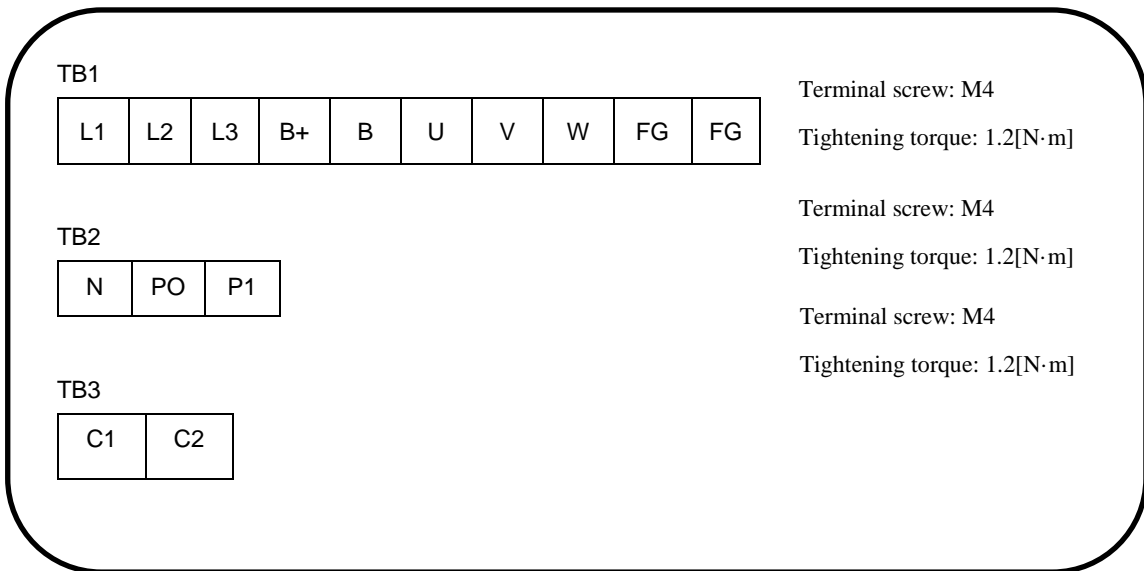 TB1
L1 L2 L3 B+ B U V W FG FG
Terminal screw: M4
Tightening torque: 1.2[N·m]
TB2
N PO P1
Terminal screw: M4
Tightening torque: 1.2[N·m]
TB3
C1 C2
Terminal screw: M4
Tightening torque: 1.2[N·m]